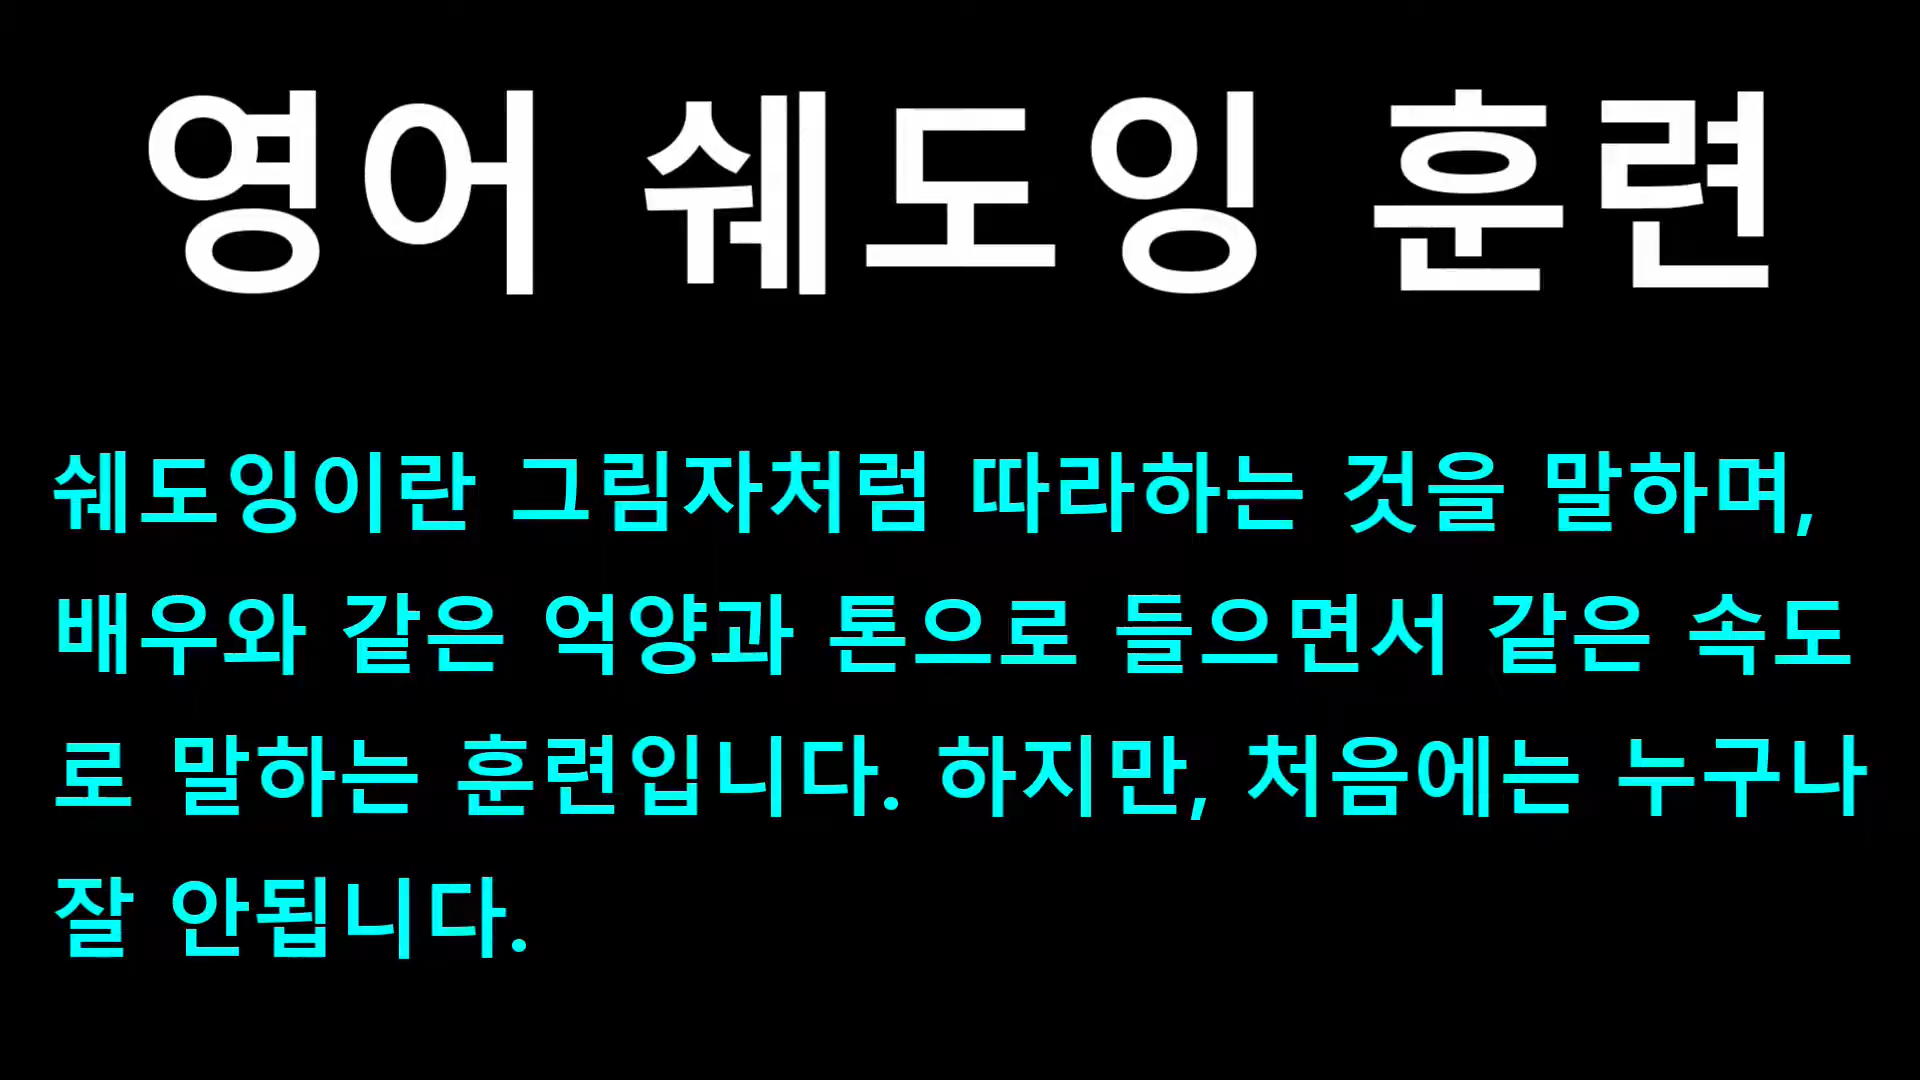 영어 쉐도잉 훈련
쉐도잉이란 그림자처럼 따라하는 것을 말하며,
배우와 같은 억양과 톤으로 들으면서 같은 속도
로 말하는 훈련입니다. 하지만, 처음에는 누구나
잘 안됩니다.